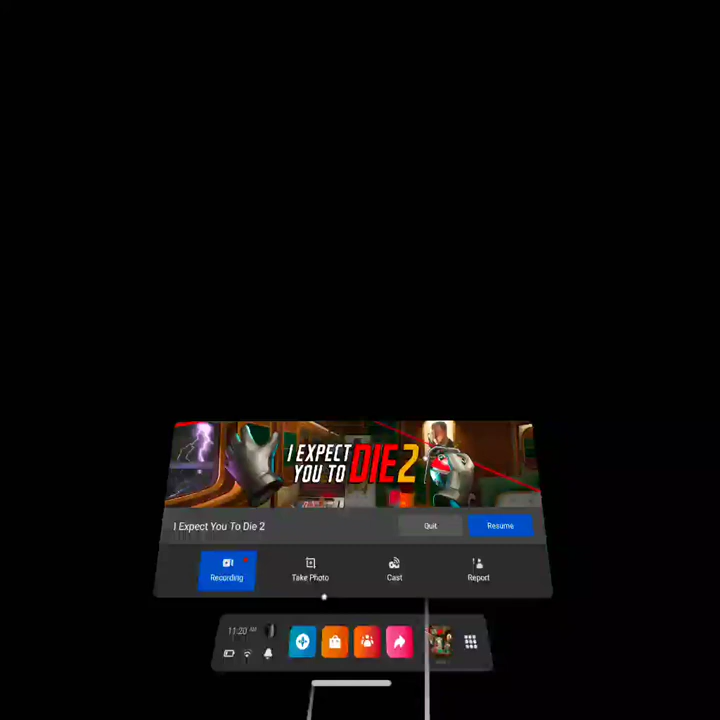 I EXPECT
YOU TO DIE 2
I Expect You To Die 2
Quit
Resume
Recording
Take Photo
Cast
Report
11:20 AM